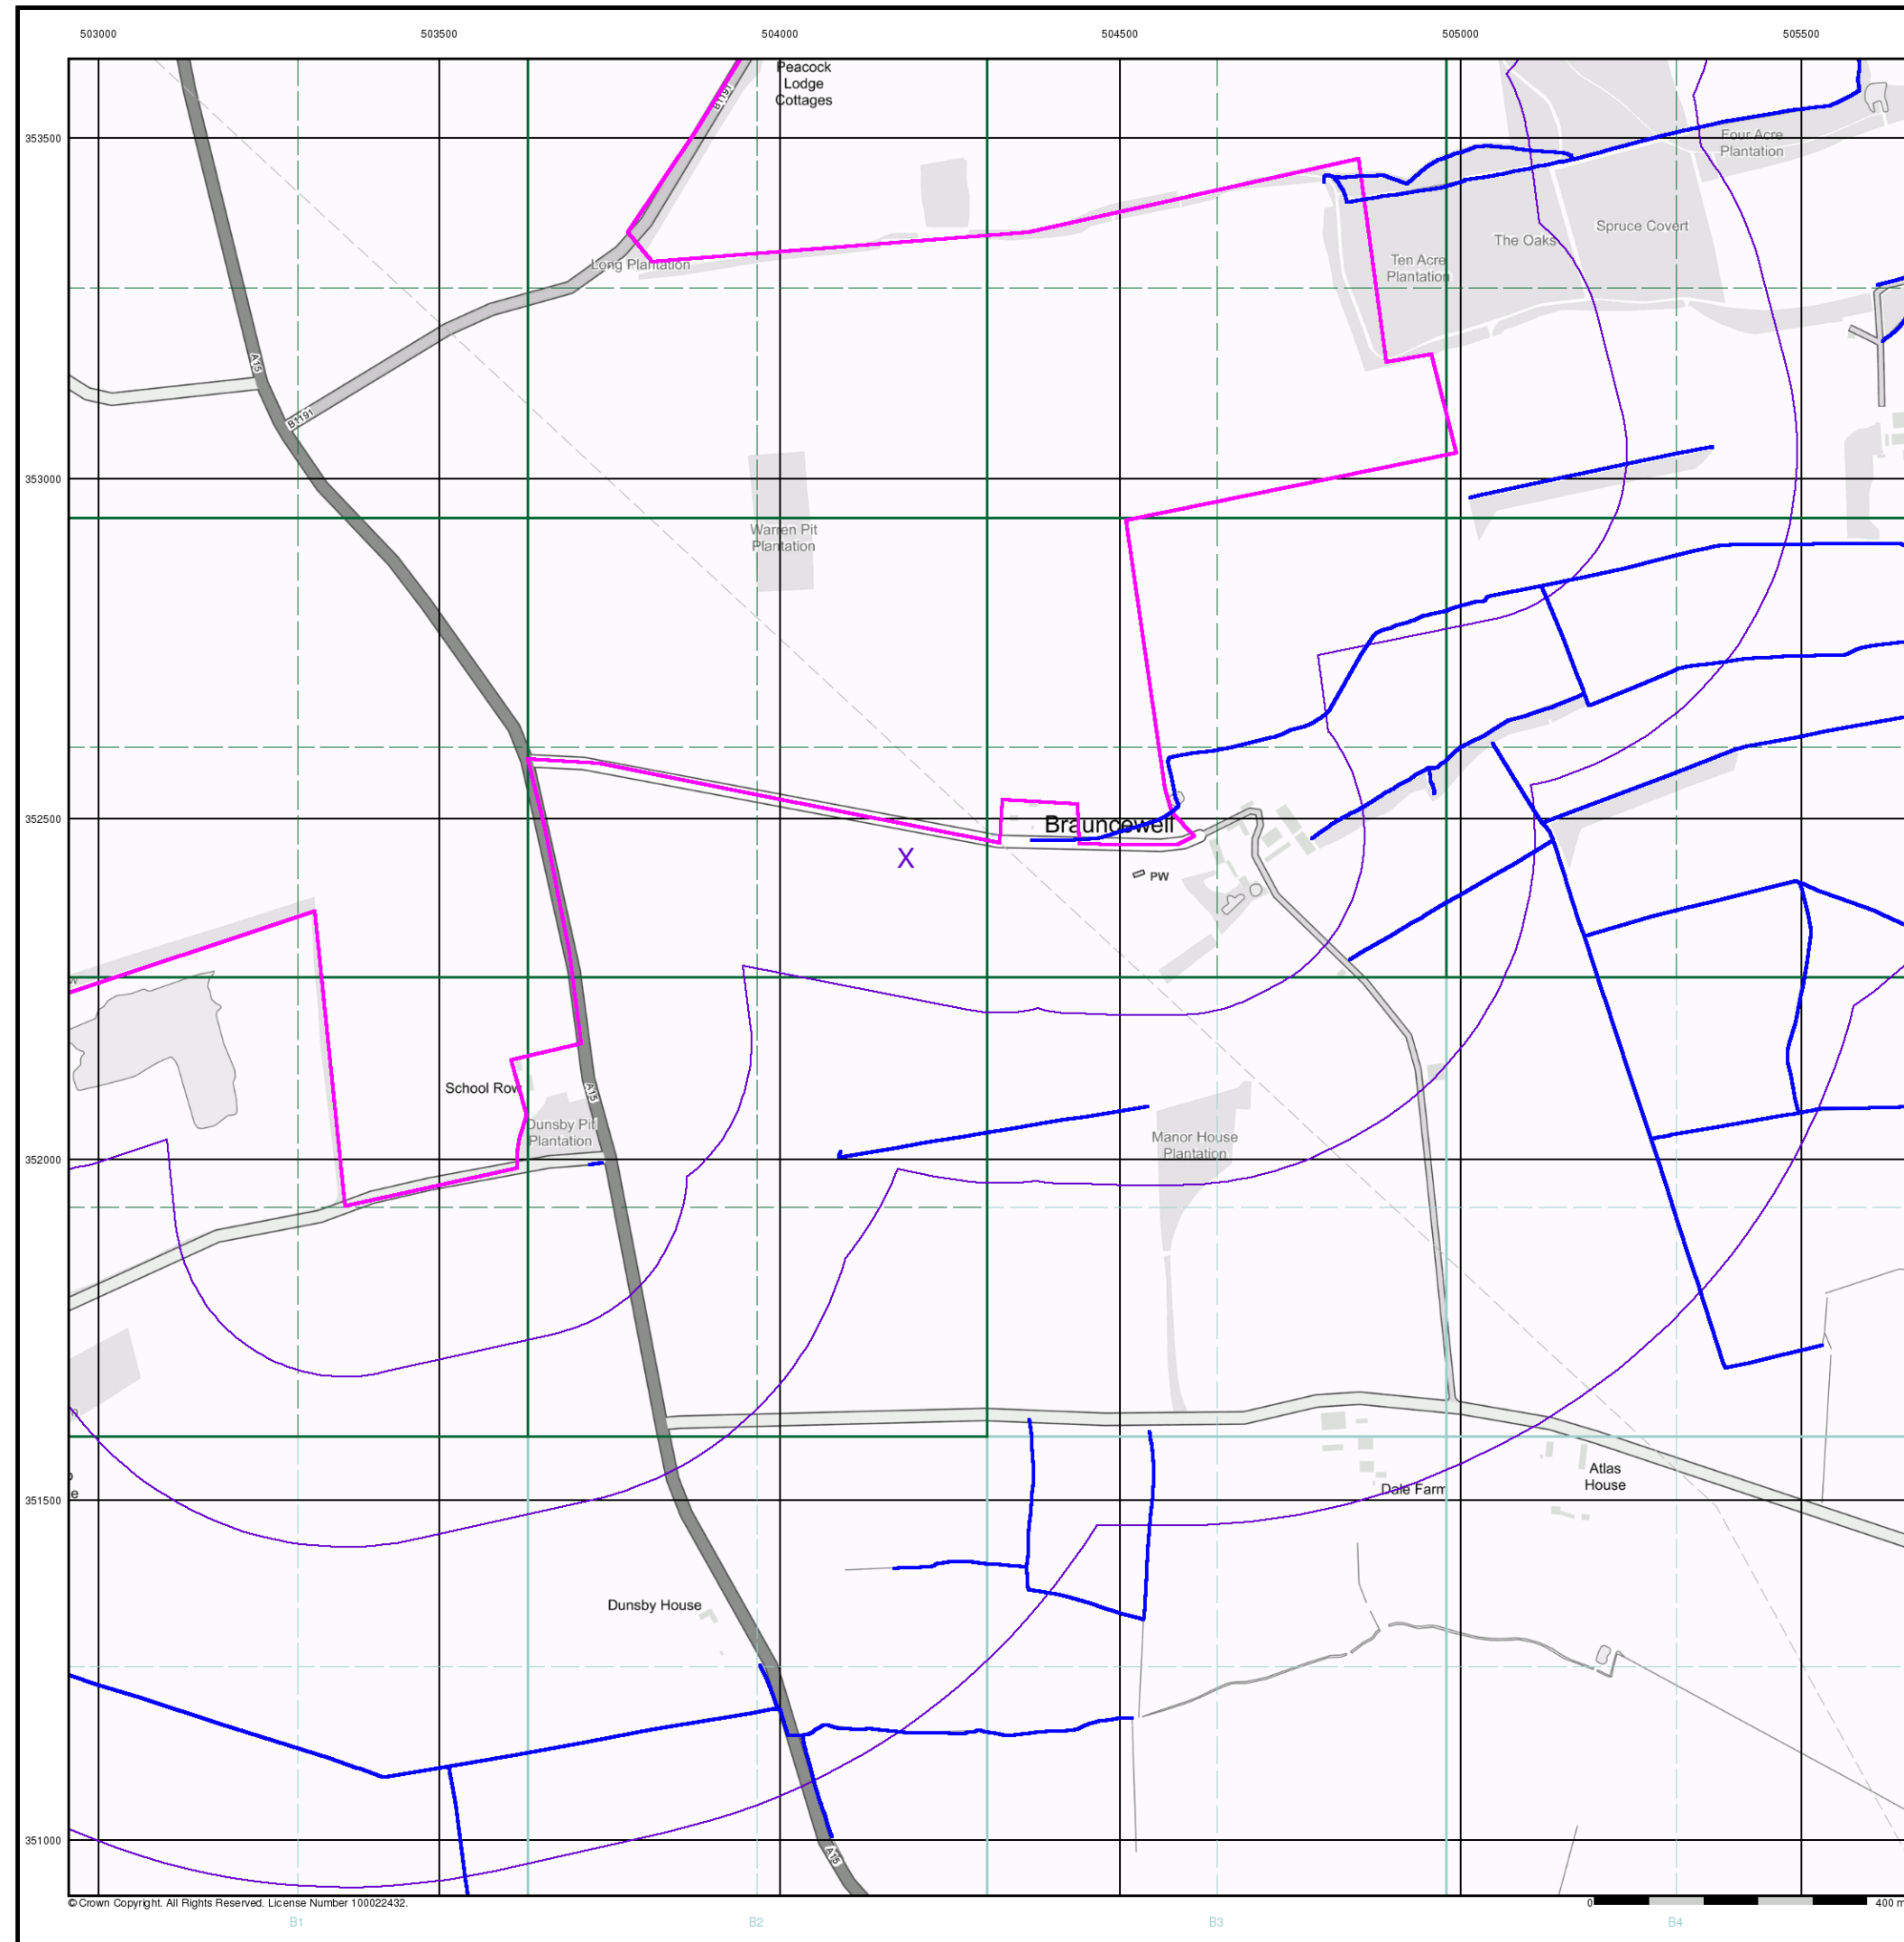 503000 503500 504000 504500 505000 505500
Peacock
Lodge
Cottages
B1191
353500
Four Acre
Plantation
Spruce Covert
The Oaks
Long Plantation
Ten Acre
Plantation
A15
B1191
353000
Warren Pit
Plantation
352500
Brauncewell
X
PW
School Row
A15
Dunsby Pit
Plantation
Manor House
Plantation
352000
351500
Atlas
House
Dale Farm
Dunsby House
351000
A15
© Crown Copyright. All Rights Reserved. License Number 100022432.
0 400 m
B1 B2 B3 B4